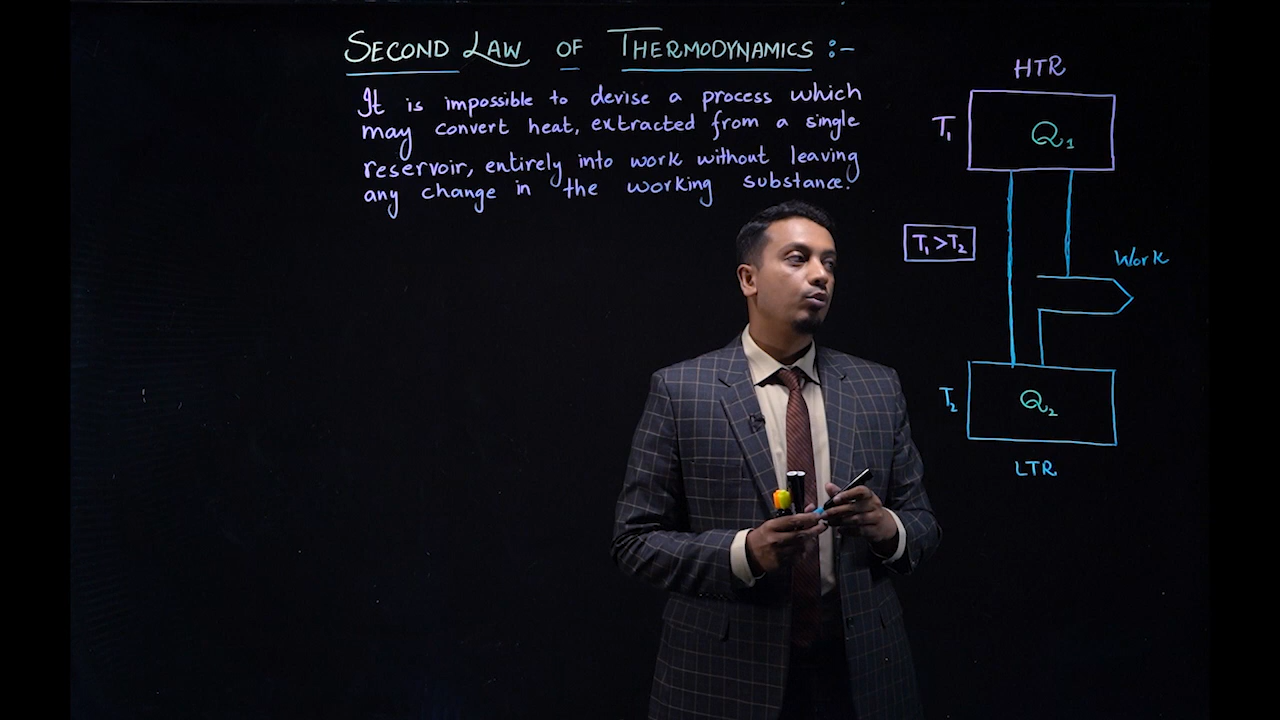 SECOND LAW OF THERMODYNAMICS :-
It is impossible to devise a process which
may convert heat, extracted from a single
reservoir, entirely into work without leaving
any change in the working substance.
HTR
T₁
Q₁
T₁ > T₂
Work
T₂
Q₂
LTR